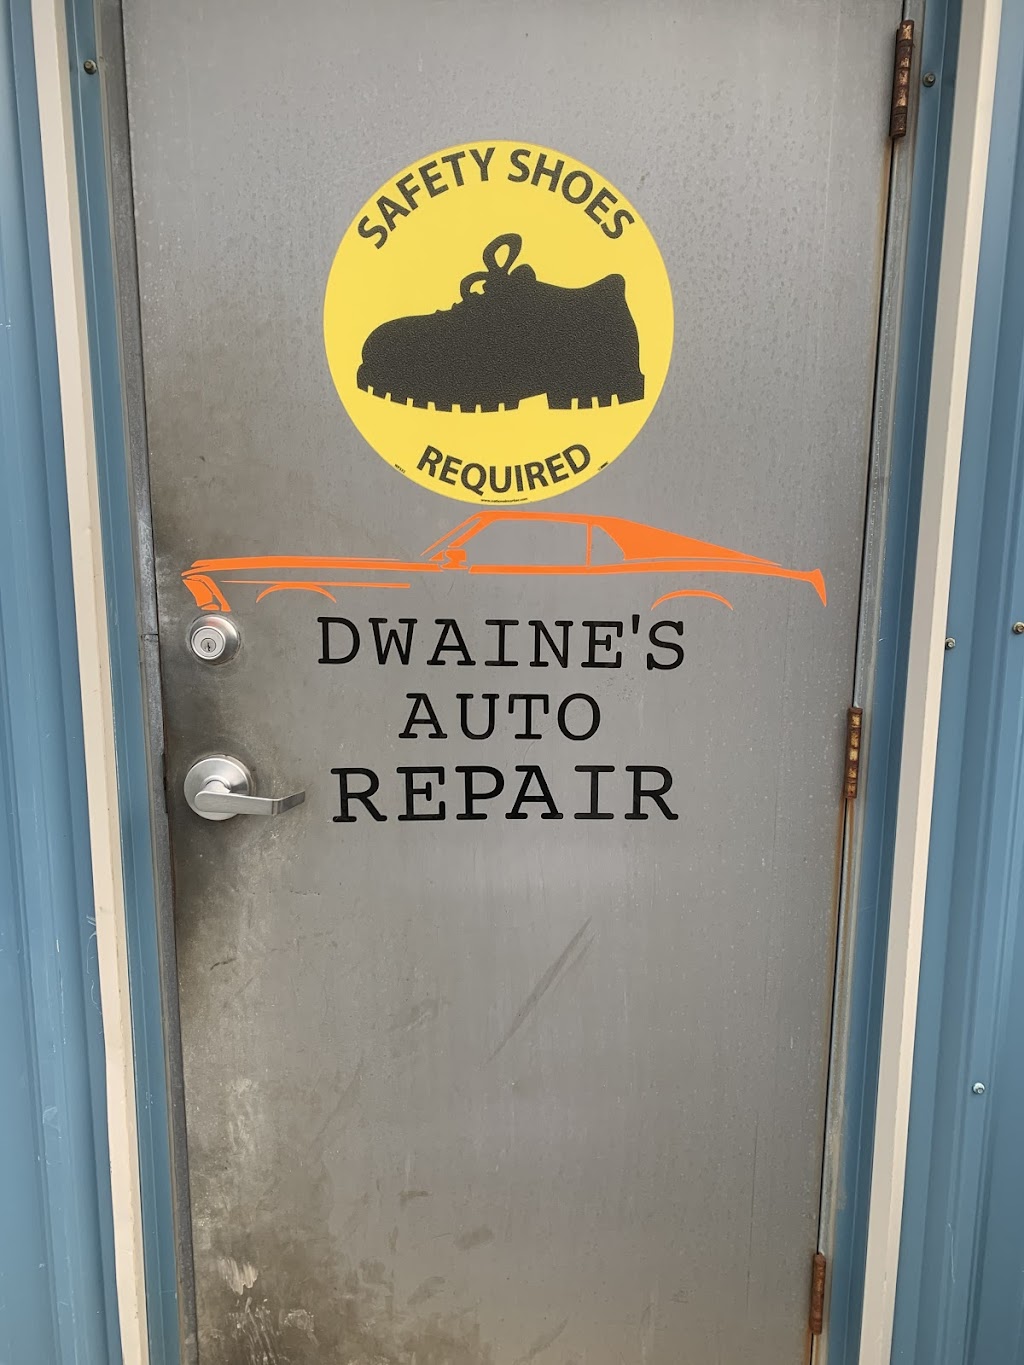 SAFETY SHOES
REQUIRED
DWAINE'S
AUTO
REPAIR